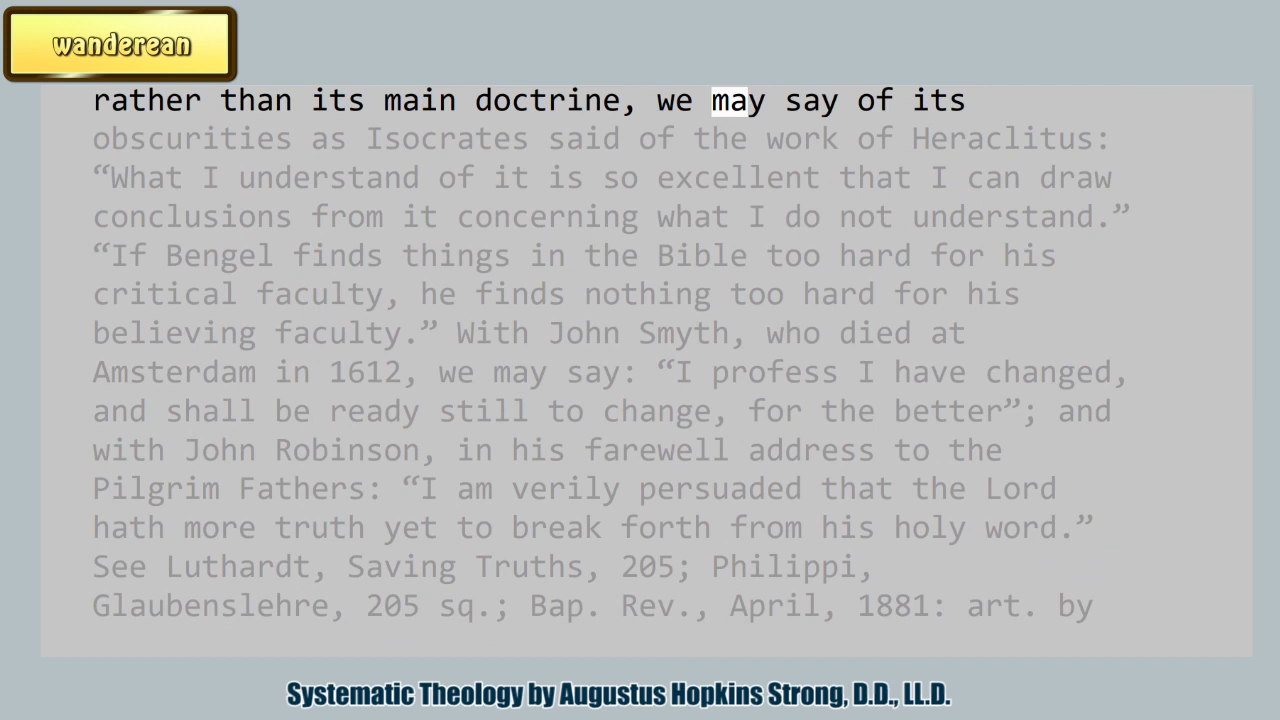 wanderean
rather than its main doctrine, we may say of its
obscurities as Isocrates said of the work of Heraclitus:
“What I understand of it is so excellent that I can draw
conclusions from it concerning what I do not understand.”
“If Bengel finds things in the Bible too hard for his
critical faculty, he finds nothing too hard for his
believing faculty.” With John Smyth, who died at
Amsterdam in 1612, we may say: “I profess I have changed,
and shall be ready still to change, for the better”; and
with John Robinson, in his farewell address to the
Pilgrim Fathers: “I am verily persuaded that the Lord
hath more truth yet to break forth from his holy word.”
See Luthardt, Saving Truths, 205; Philippi,
Glaubenslehre, 205 sq.; Bap. Rev., April, 1881: art. by
Systematic Theology by Augustus Hopkins Strong, D.D., LL.D.